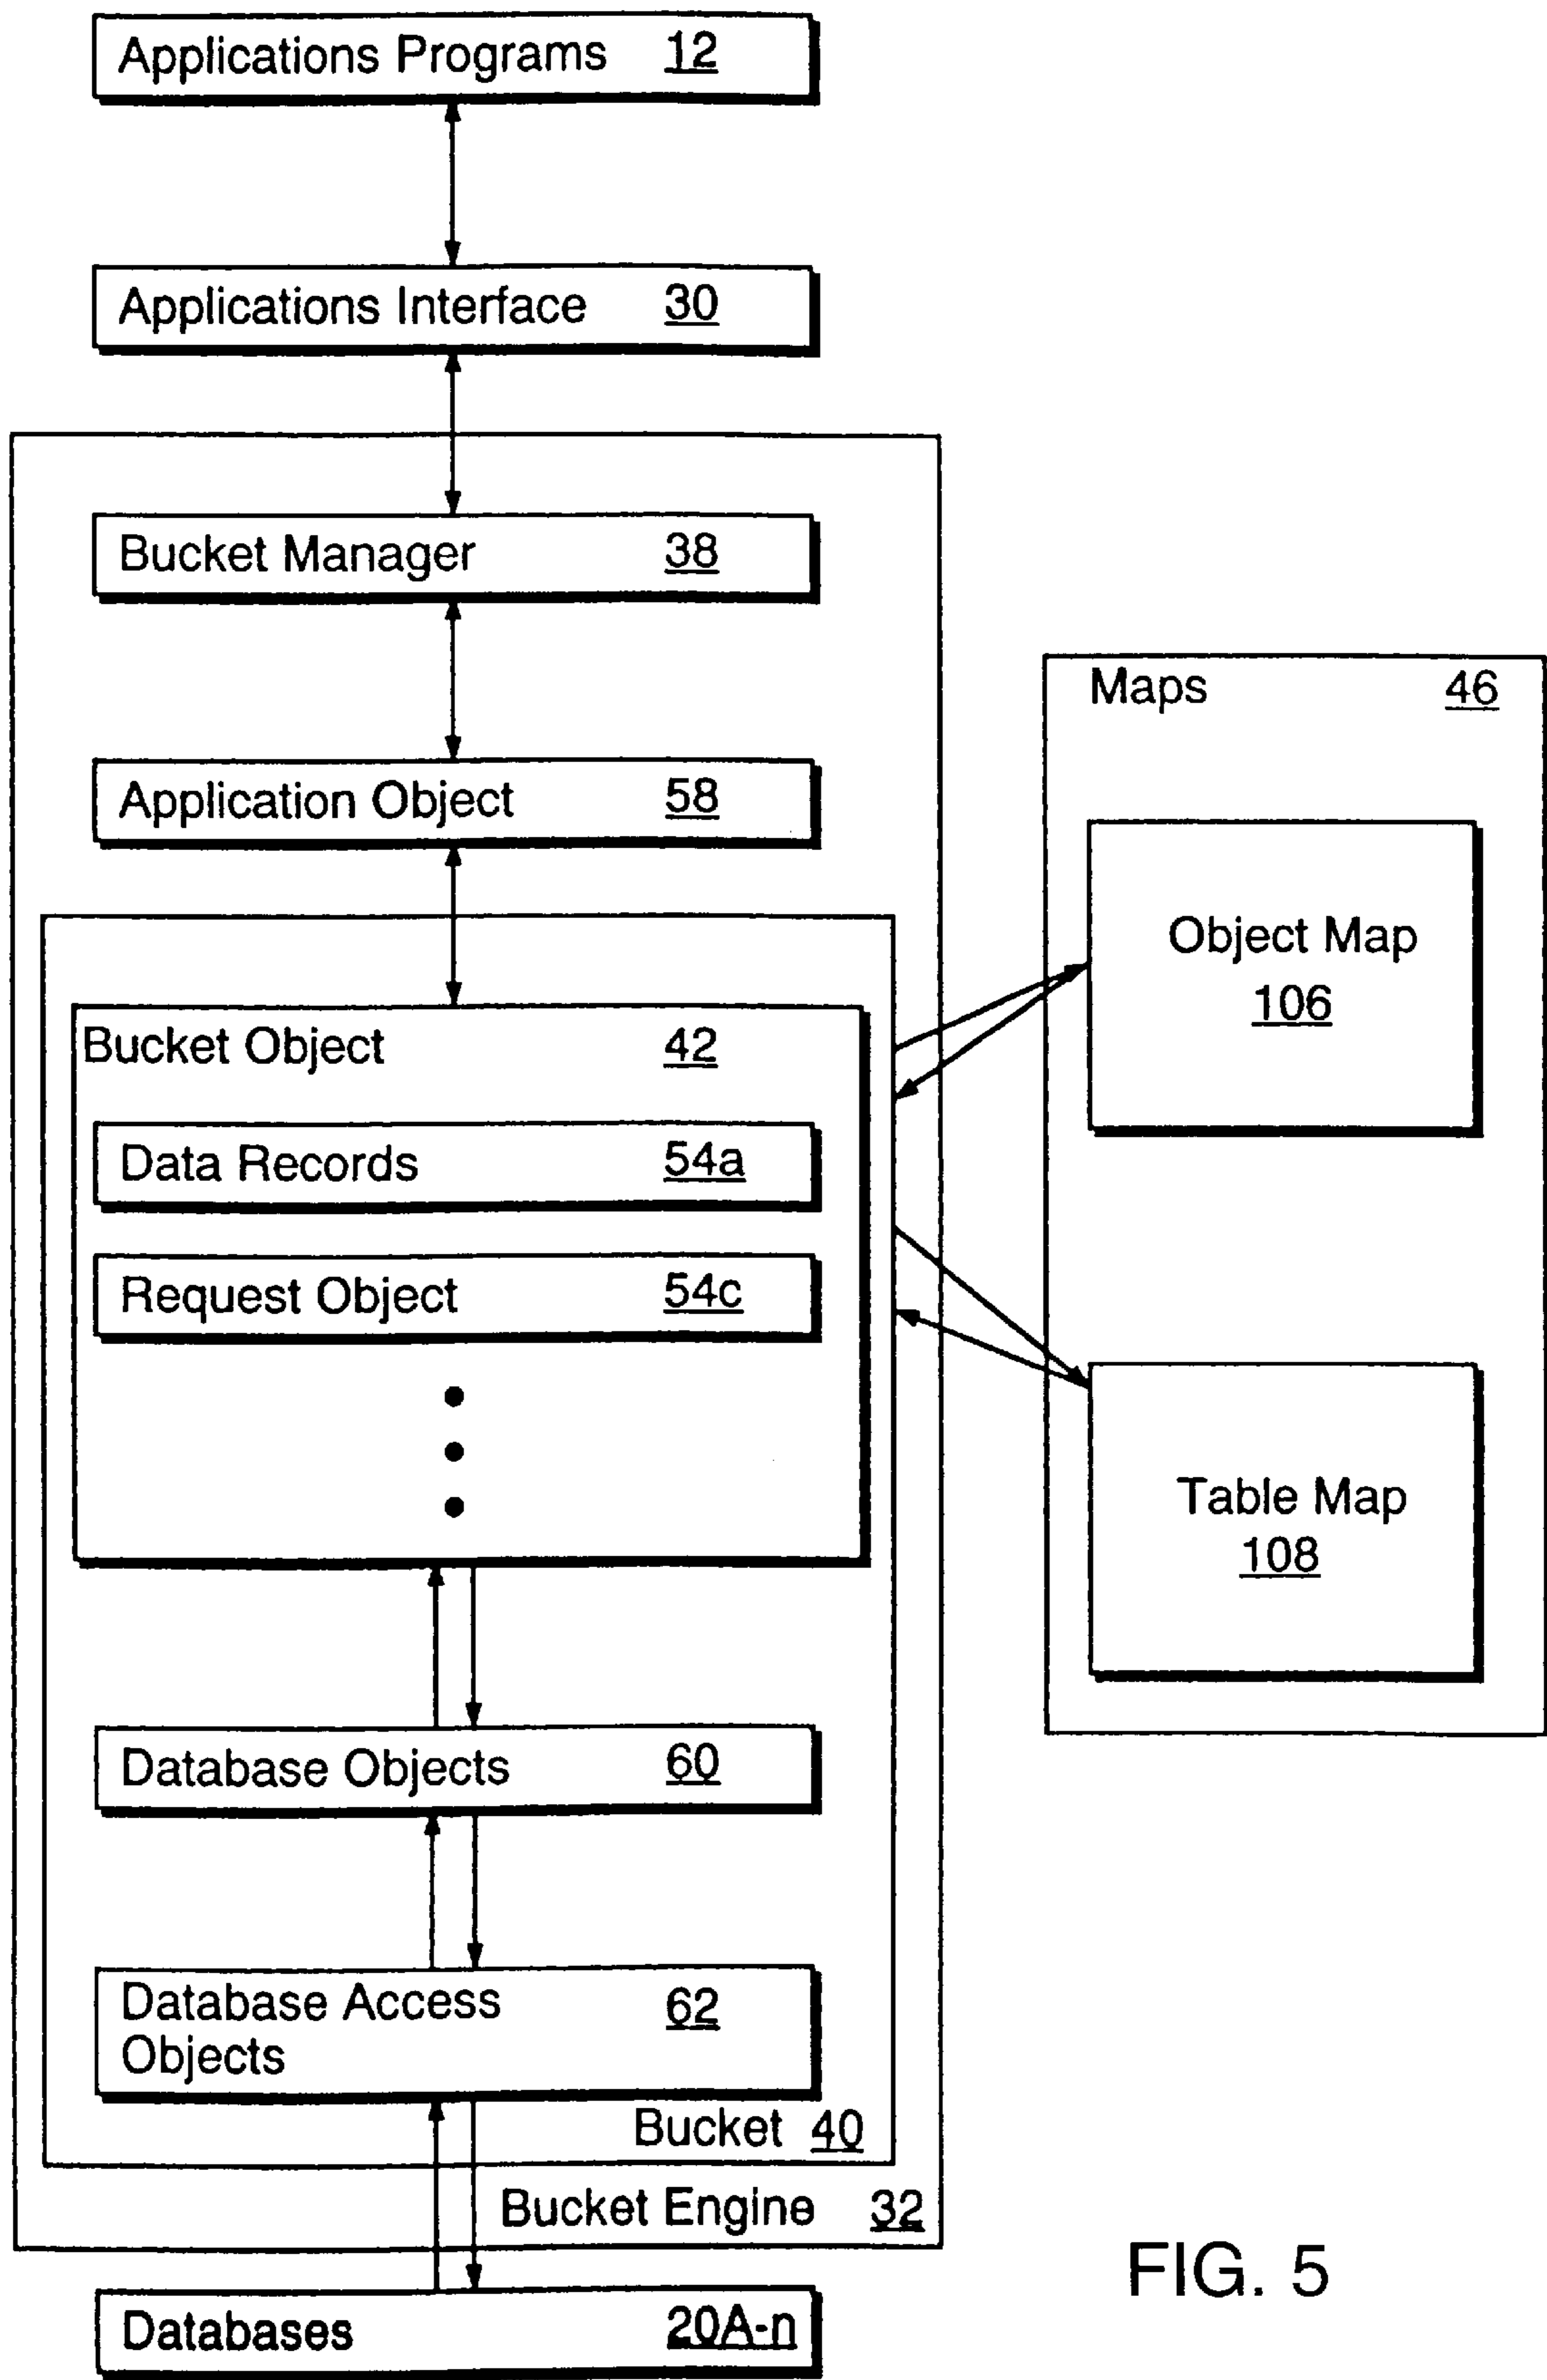 Applications Programs 12
Applications Interface 30
Bucket Manager 38
Application Object 58
Maps 46
Object Map
106
Bucket Object 42
Data Records 54a
Request Object 54c
Table Map
108
Database Objects 60
Database Access 62
Objects
Bucket 40
Bucket Engine 32
Databases 20A-n
FIG. 5